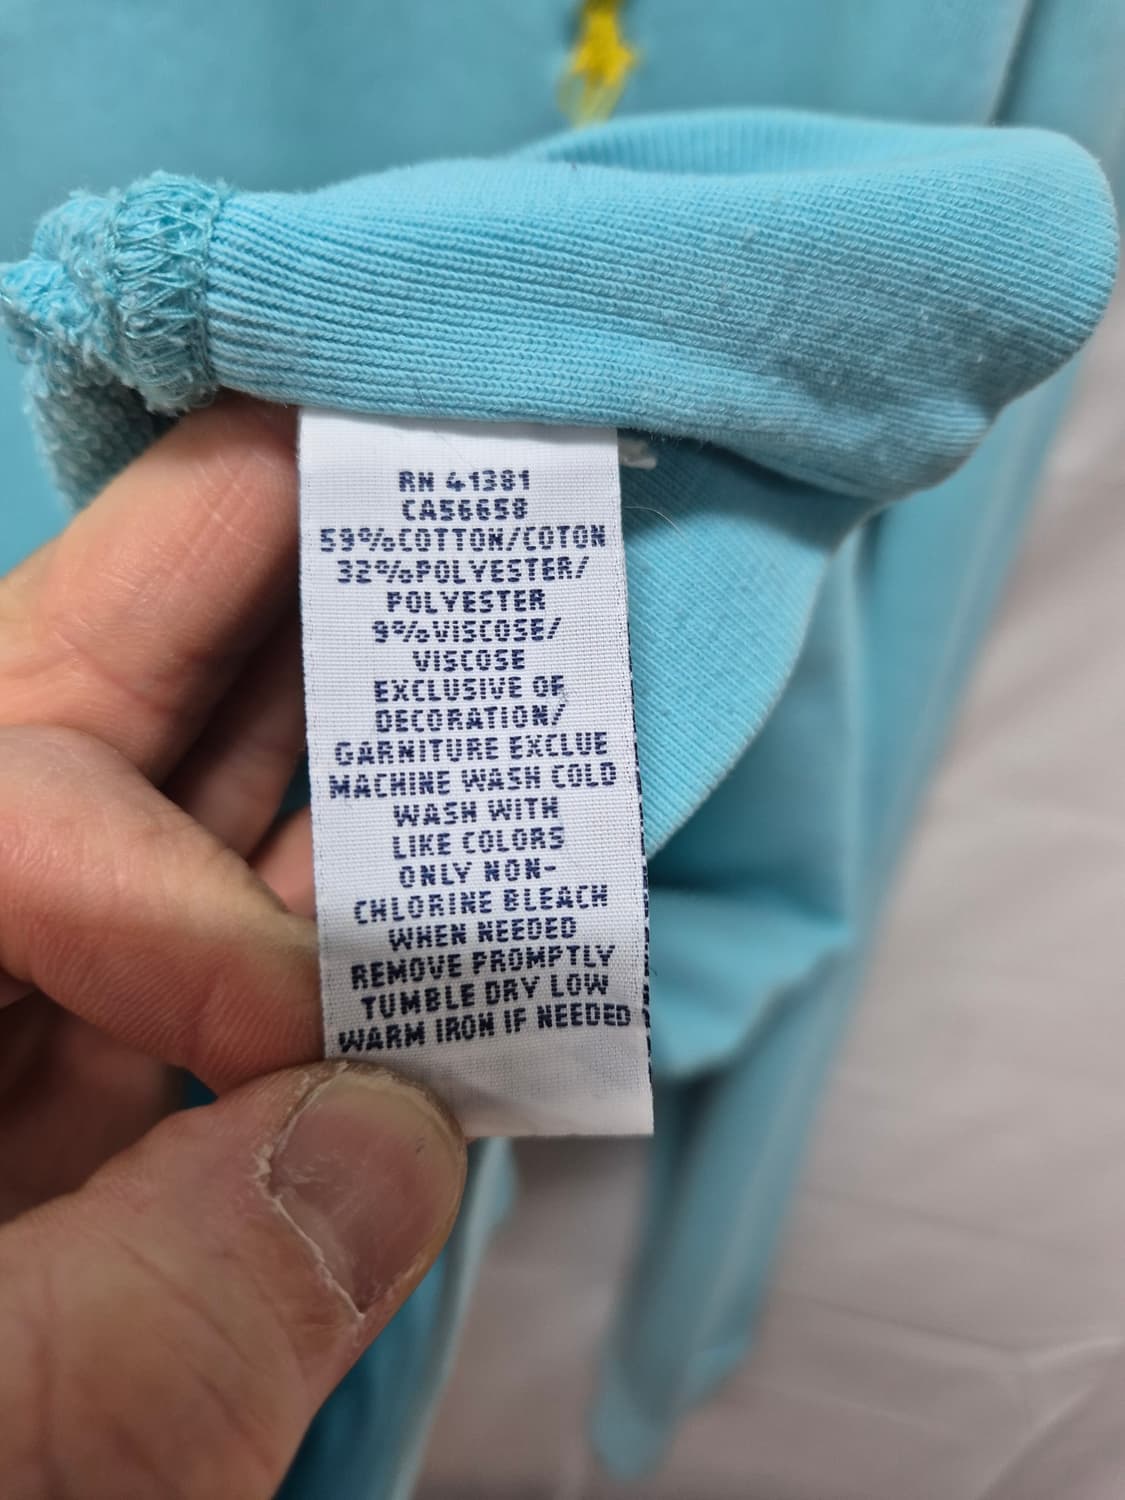 RN 41381
CA56658
59%COTTON/COTON
32%POLYESTER/
POLYESTER
9%VISCOSE/
VISCOSE
EXCLUSIVE OF
DECORATION/
GARNITURE EXCLUE
MACHINE WASH COLD
WASH WITH
LIKE COLORS
ONLY NON-
CHLORINE BLEACH
WHEN NEEDED
REMOVE PROMPTLY
TUMBLE DRY LOW
WARM IRON IF NEEDED